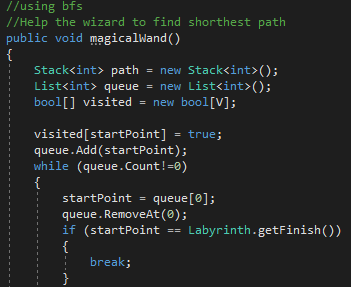 //using bfs
//Help the wizard to find shorthest path
public void magicalWand()
{
Stack<int> path = new Stack<int>();
List<int> queue = new List<int>();
bool[] visited = new bool[V];
visited[startPoint] = true;
queue.Add(startPoint);
while (queue.Count!=0)
{
startPoint = queue[0];
queue.RemoveAt(0);
if (startPoint == Labyrinth.getFinish())
{
break;
}